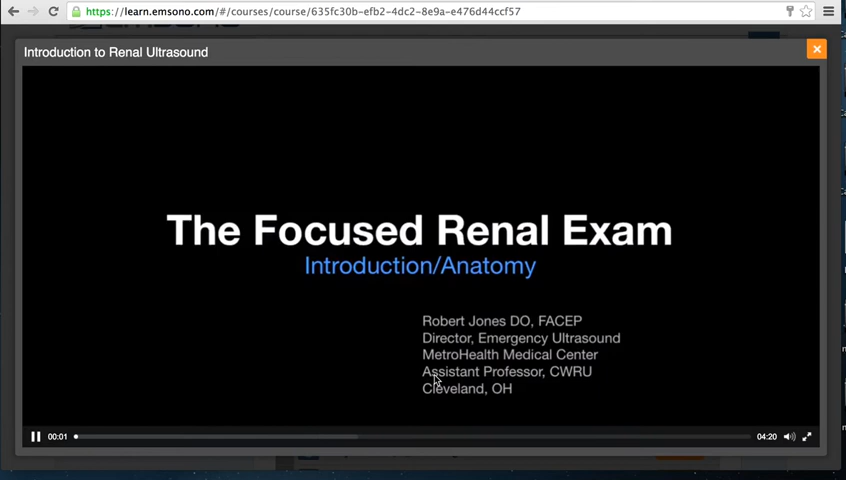 https://learn.emsono.com/#/courses/course/635fc30b-efb2-4dc2-8e9a-e476d44ccf57
Introduction to Renal Ultrasound
The Focused Renal Exam
Introduction/Anatomy
Robert Jones DO, FACEP
Director, Emergency Ultrasound
MetroHealth Medical Center
Assistant Professor, CWRU
Cleveland, OH
00:01
04:20